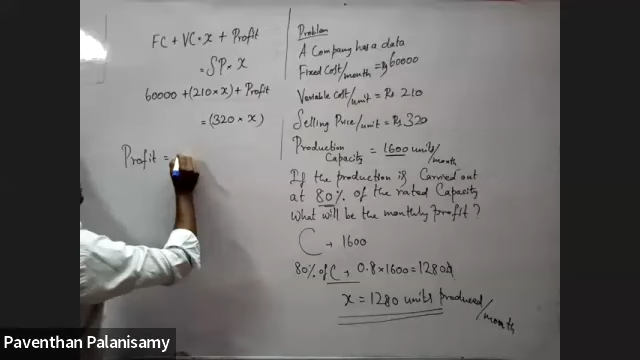 FC + VC * x + Profit
= SP * x
60000 + (210 * x) + Profit
= (320 * x)
Profit =
Problem
A Company has a data
Fixed Cost/month = Rs 60000
Variable Cost/unit = Rs. 210
Selling Price/unit = Rs. 320
Production Capacity = 1600 units/month
If the production is Carried out
at 80% of the rated Capacity
What will be the monthly profit?
C → 1600
80% of C → 0.8 × 1600 = 1280
x = 1280 units produced/month
Paventhan Palanisamy